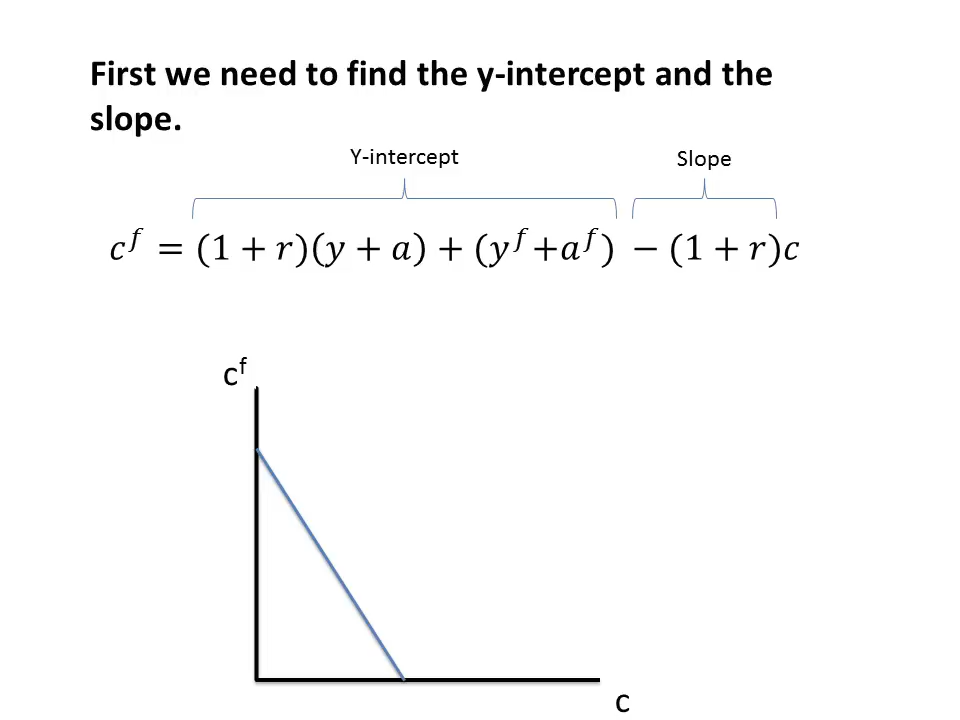 First we need to find the y-intercept and the
slope.
Y-intercept Slope
c^f = (1 + r)(y + a) + (y^f+a^f) − (1 + r)c
c^f
c